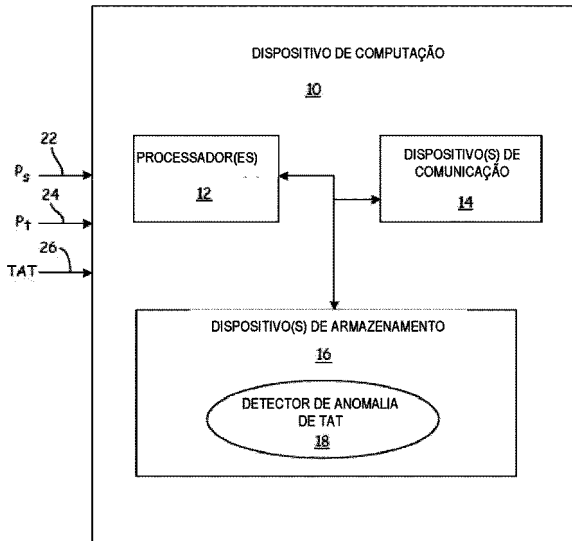 DISPOSITIVO DE COMPUTAÇÃO
10
PROCESSADOR(ES)
12
DISPOSITIVO(S) DE
COMUNICAÇÃO
14
22
Ps
24
Pt
26
TAT
DISPOSITIVO(S) DE ARMAZENAMENTO
16
DETECTOR DE ANOMALIA
DE TAT
18